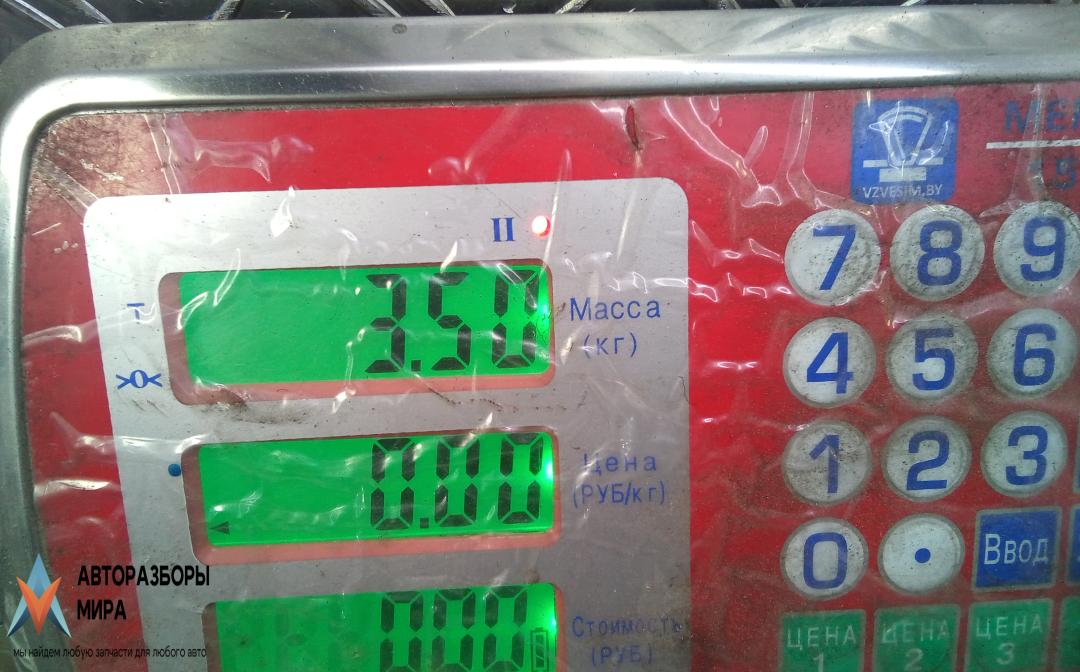 VZVESIM.BY
II
3.50
Масса
(кг)
T
>0<
0.00
Цена
(РУБ/кг)
000
Стоимость
(РУБ)
7 8 9
4 5 6
1 2 3
0 . Ввод
ЦЕНА 1 ЦЕНА 2 ЦЕНА 3
АВТОРАЗБОРЫ
МИРА
мы найдем любую запчасти для любого авто